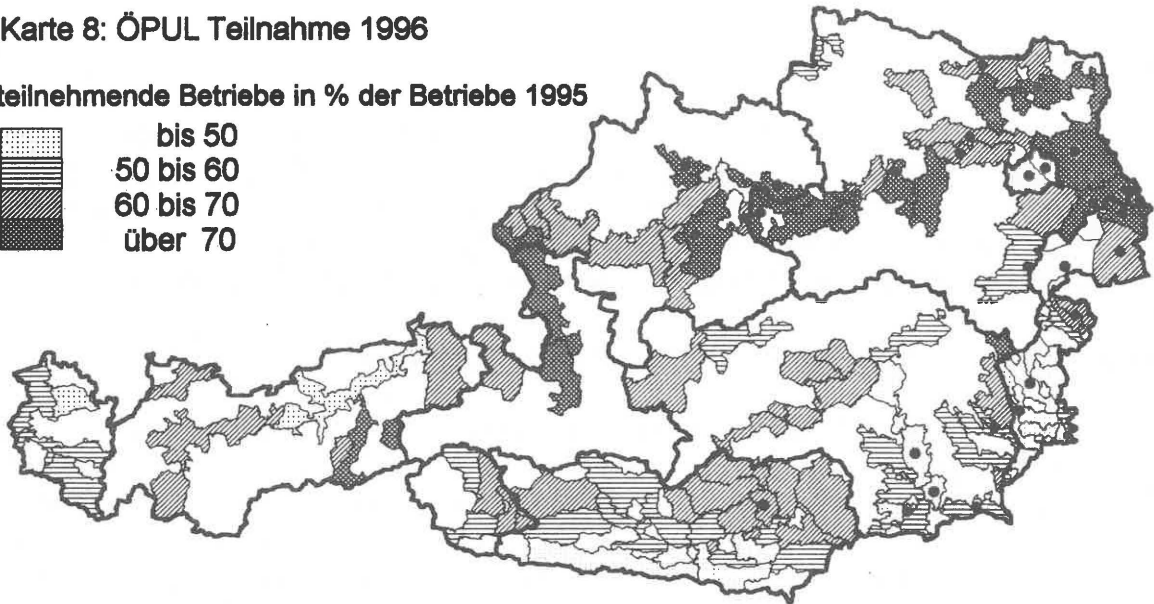 Karte 8: ÖPUL Teilnahme 1996
teilnehmende Betriebe in % der Betriebe 1995
bis 50
50 bis 60
60 bis 70
über 70